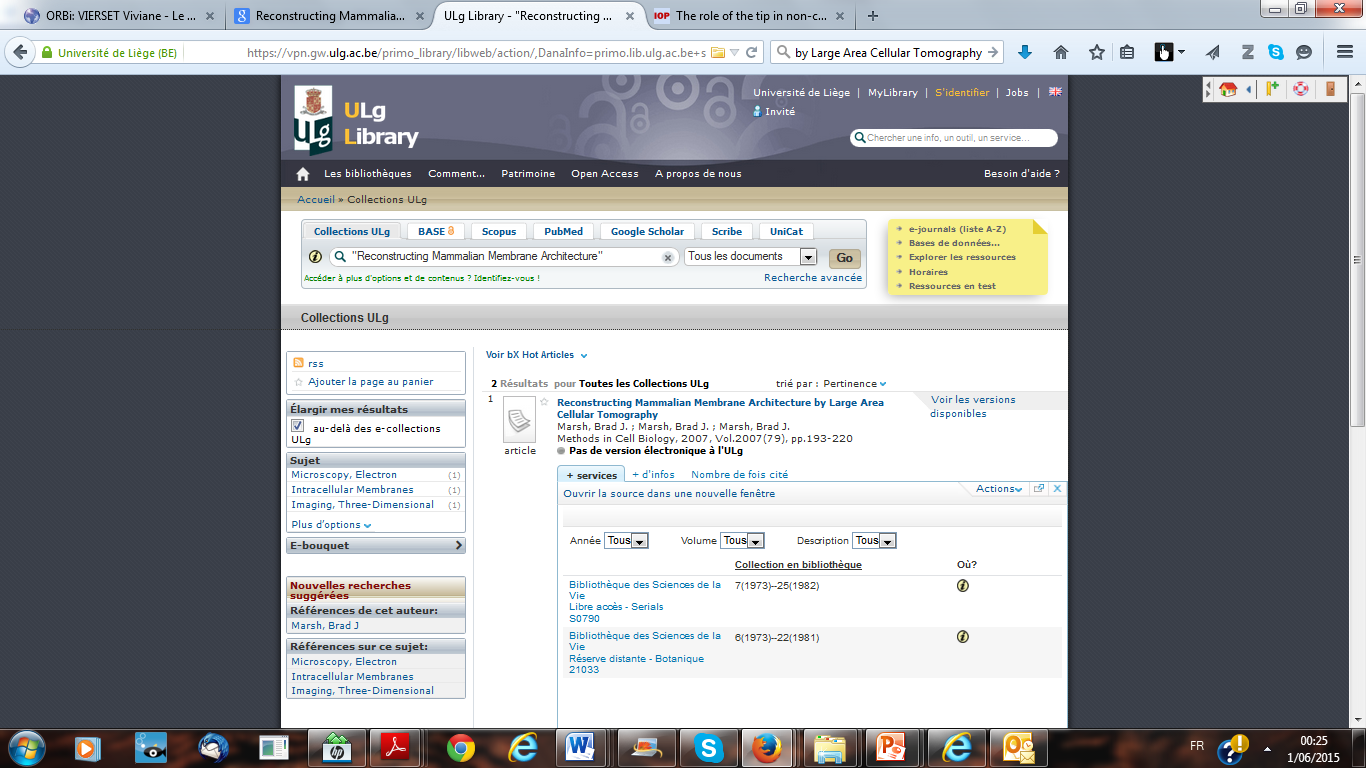 ORBi: VIERSET Viviane - Le ...
Reconstructing Mammalia...
ULg Library - "Reconstructing ...
IOP The role of the tip in non-c...
Université de Liège (BE)
https://vpn.gw.ulg.ac.be/primo_library/libweb/action/,DanaInfo=primo.lib.ulg.ac.be+s
by Large Area Cellular Tomography
ULg
Library
Université de Liège | MyLibrary | S'identifier | Jobs |
Invité
Chercher une info, un outil, un service...
Les bibliothèques Comment... Patrimoine Open Access A propos de nous Besoin d'aide ?
Accueil » Collections ULg
Collections ULg BASE Scopus PubMed Google Scholar Scribe UniCat
"Reconstructing Mammalian Membrane Architecture" Tous les documents Go
Accéder à plus d'options et de contenus ? Identifiez-vous !
Recherche avancée
e-journals (liste A-Z)
Bases de données...
Explorer les ressources
Horaires
Ressources en test
Collections ULg
rss
Ajouter la page au panier
Élargir mes résultats
au-delà des e-collections
ULg
Sujet
Microscopy, Electron (1)
Intracellular Membranes (1)
Imaging, Three-Dimensional (1)
Plus d'options
E-bouquet
Nouvelles recherches
suggérées
Références de cet auteur:
Marsh, Brad J
Références sur ce sujet:
Microscopy, Electron
Intracellular Membranes
Imaging, Three-Dimensional
Voir bX Hot Articles
2 Résultats pour Toutes les Collections ULg
trié par : Pertinence
1
article
Reconstructing Mammalian Membrane Architecture by Large Area
Cellular Tomography
Marsh, Brad J. ; Marsh, Brad J. ; Marsh, Brad J.
Methods in Cell Biology, 2007, Vol.2007(79), pp.193-220
Pas de version électronique à l'ULg
Voir les versions
disponibles
+ services + d'infos Nombre de fois cité
Ouvrir la source dans une nouvelle fenêtre
Actions
Année Tous Volume Tous Description Tous
Collection en bibliothèque Où?
Bibliothèque des Sciences de la
Vie
Libre accès - Serials
S0790
7(1973)--25(1982)
Bibliothèque des Sciences de la
Vie
Réserve distante - Botanique
21033
6(1973)--22(1981)
FR
00:25
1/06/2015